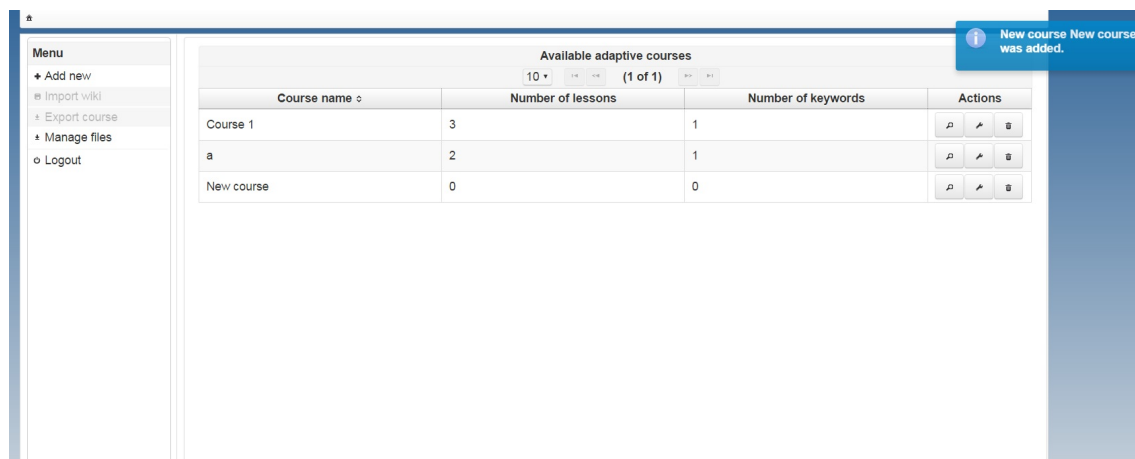 New course New course
was added.
Menu
+ Add new
Import wiki
Export course
Manage files
Logout
Available adaptive courses
10 (1 of 1)
Course name Number of lessons Number of keywords Actions
Course 1 3 1
a 2 1
New course 0 0